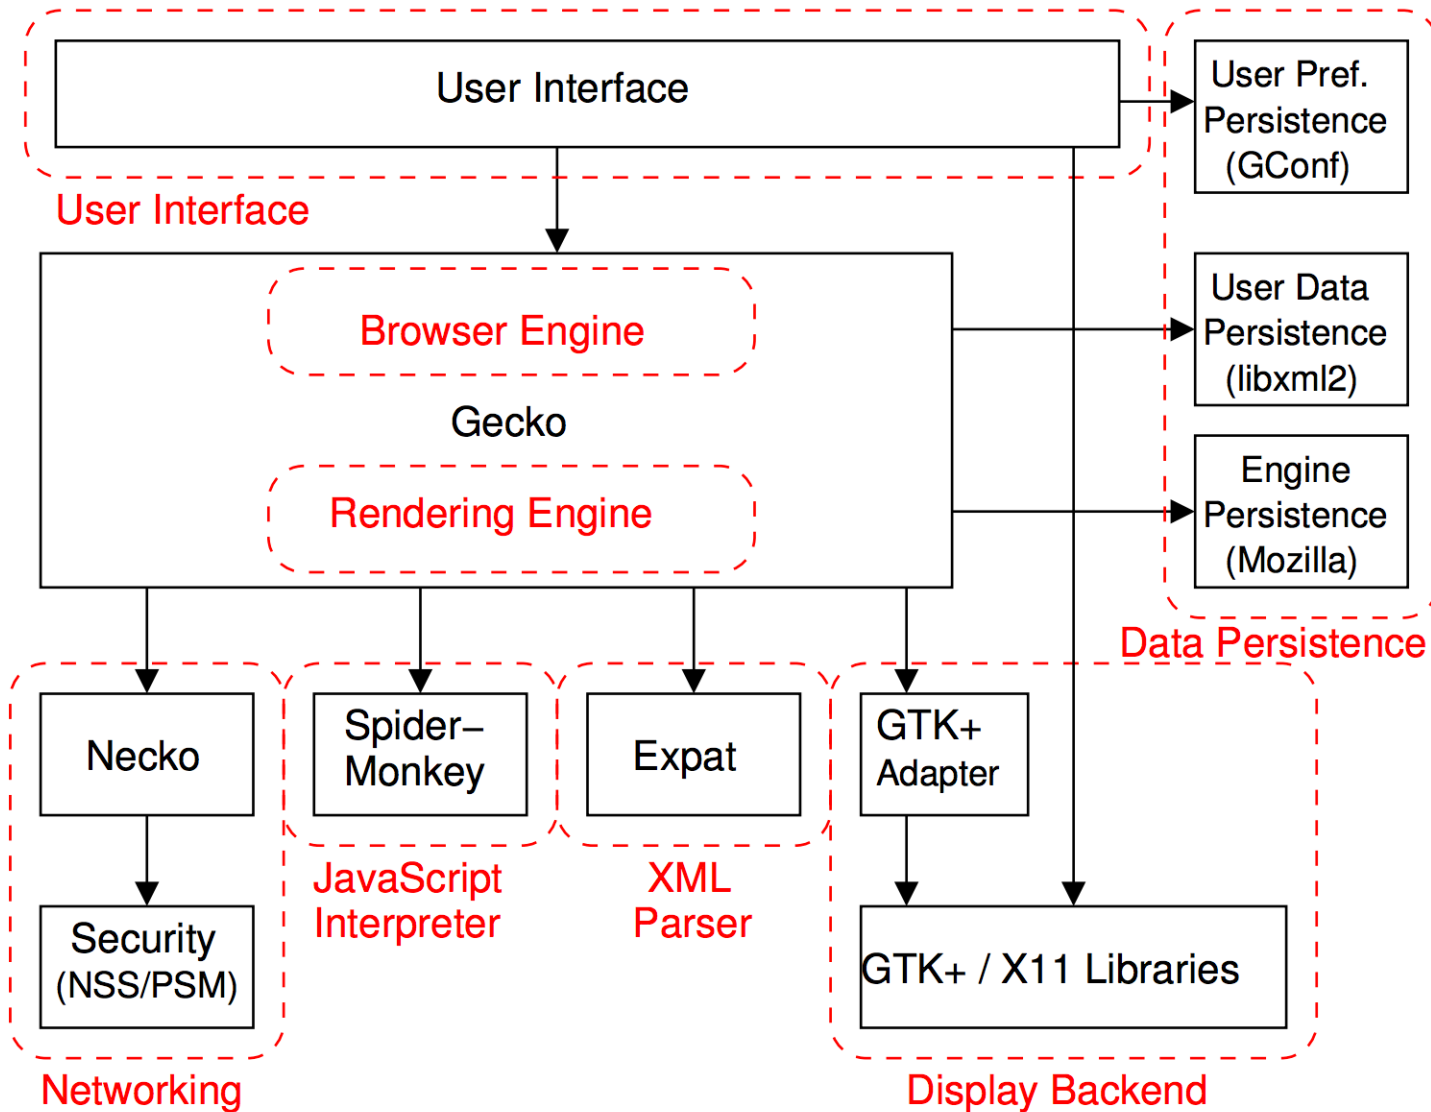 User Interface
User Pref.
Persistence
(GConf)
User Interface
Browser Engine
Gecko
Rendering Engine
User Data
Persistence
(libxml2)
Engine
Persistence
(Mozilla)
Data Persistence
Necko
Spider–
Monkey
Expat
GTK+
Adapter
JavaScript
Interpreter
XML
Parser
Security
(NSS/PSM)
GTK+ / X11 Libraries
Networking
Display Backend